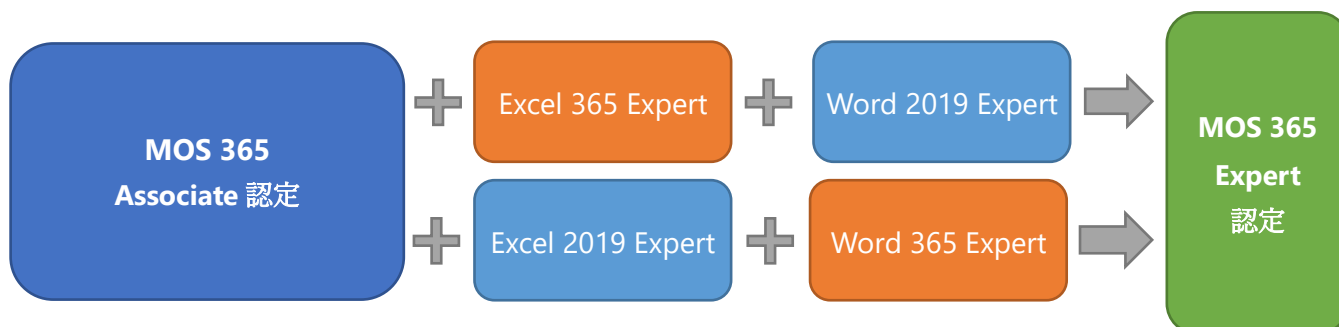 MOS 365
Associate 認定
Excel 365 Expert
Word 2019 Expert
Excel 2019 Expert
Word 365 Expert
MOS 365
Expert
認定